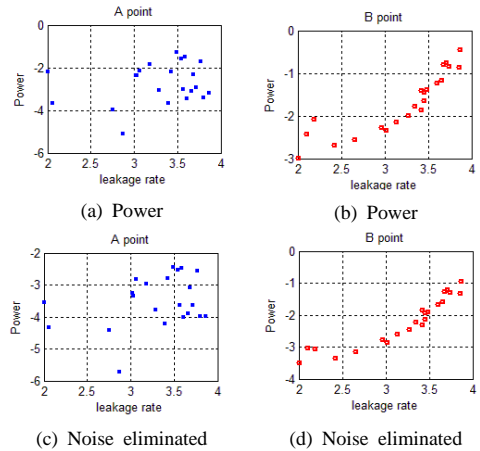 A point
0
-2
-4
-6
Power
2 2.5 3 3.5 4
leakage rate
(a) Power
B point
0
-1
-2
-3
Power
2 2.5 3 3.5 4
leakage rate
(b) Power
A point
-2
-3
-4
-5
-6
Power
2 2.5 3 3.5 4
leakage rate
(c) Noise eliminated
B point
0
-1
-2
-3
-4
Power
2 2.5 3 3.5 4
leakage rate
(d) Noise eliminated